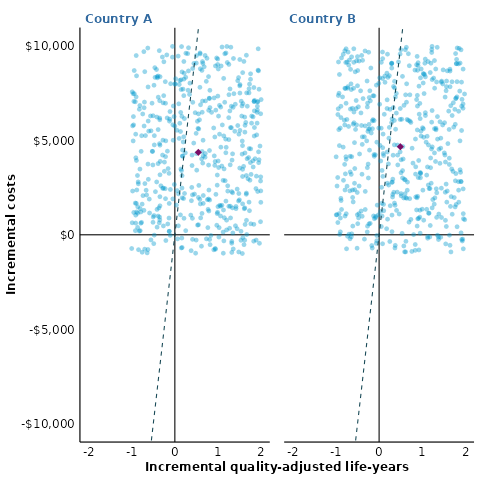 Country A
Country B
$10,000
$5,000
$0
-$5,000
-$10,000
Incremental costs
-2 -1 0 1 2
-2 -1 0 1 2
Incremental quality-adjusted life-years